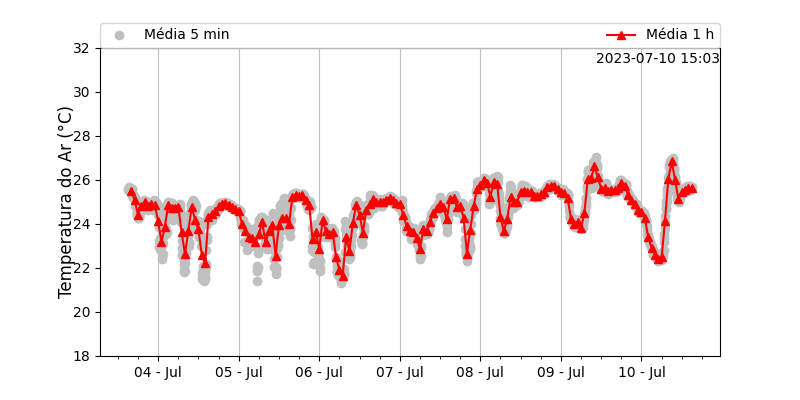 Média 5 min
Média 1 h
2023-07-10 15:03
Temperatura do Ar (°C)
32
30
28
26
24
22
20
18
04 - Jul
05 - Jul
06 - Jul
07 - Jul
08 - Jul
09 - Jul
10 - Jul